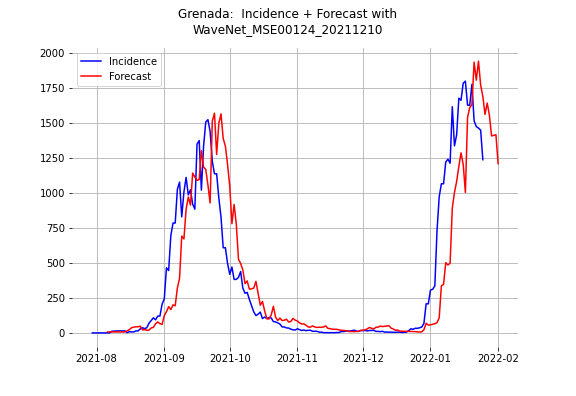 Grenada:  Incidence + Forecast with
WaveNet_MSE00124_20211210
Incidence
Forecast
2000
1750
1500
1250
1000
750
500
250
0
2021-08 2021-09 2021-10 2021-11 2021-12 2022-01 2022-02